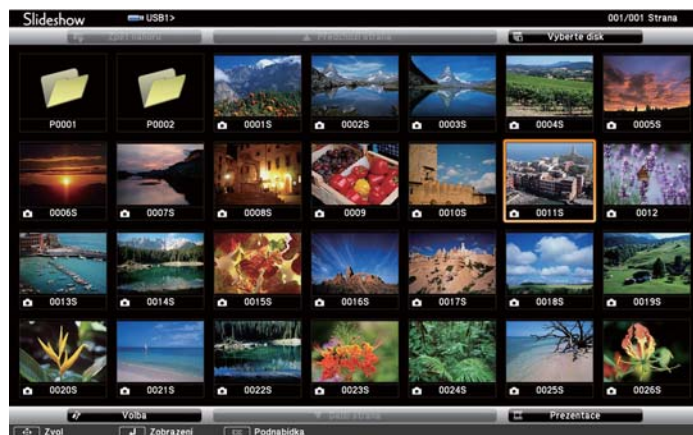 Slideshow USB1> 001/001 Strana
Zpět nahoru Předchozí strana Vyberte disk
P0001 P0002 0001S 0002S 0003S 0004S 0005S
0006S 0007S 0008S 0009 0010S 0011S 0012
0013S 0014S 0015S 0016S 0017S 0018S 0019S
0020S 0021S 0022S 0023S 0024S 0025S 0026S
Volba Další strana Prezentace
Zvol Zobrazení Esc Podnabídka